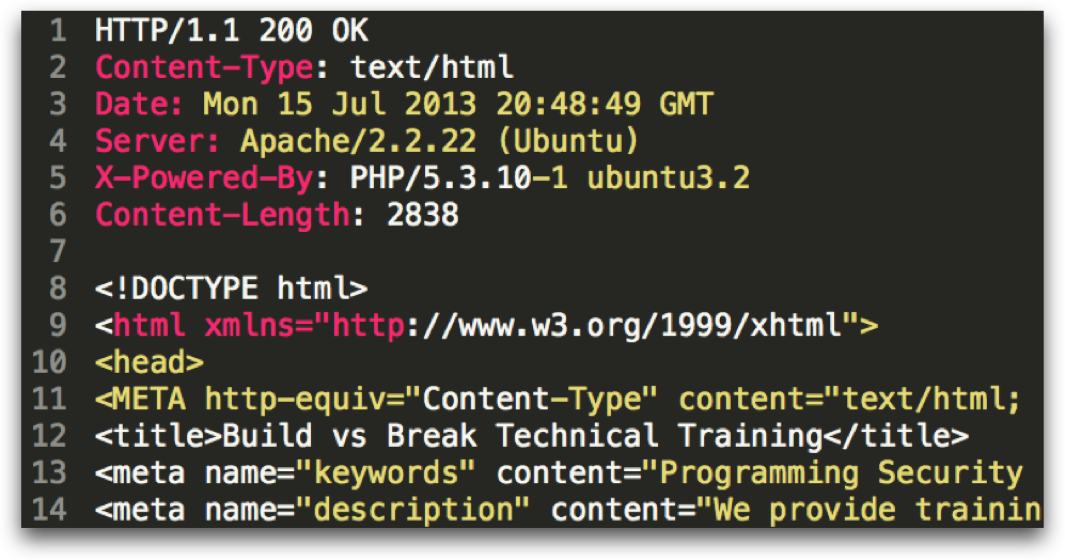 1 HTTP/1.1 200 OK
2 Content-Type: text/html
3 Date: Mon 15 Jul 2013 20:48:49 GMT
4 Server: Apache/2.2.22 (Ubuntu)
5 X-Powered-By: PHP/5.3.10-1 ubuntu3.2
6 Content-Length: 2838
7
8 <!DOCTYPE html>
9 <html xmlns="http://www.w3.org/1999/xhtml">
10 <head>
11 <META http-equiv="Content-Type" content="text/html;
12 <title>Build vs Break Technical Training</title>
13 <meta name="keywords" content="Programming Security
14 <meta name="description" content="We provide trainin